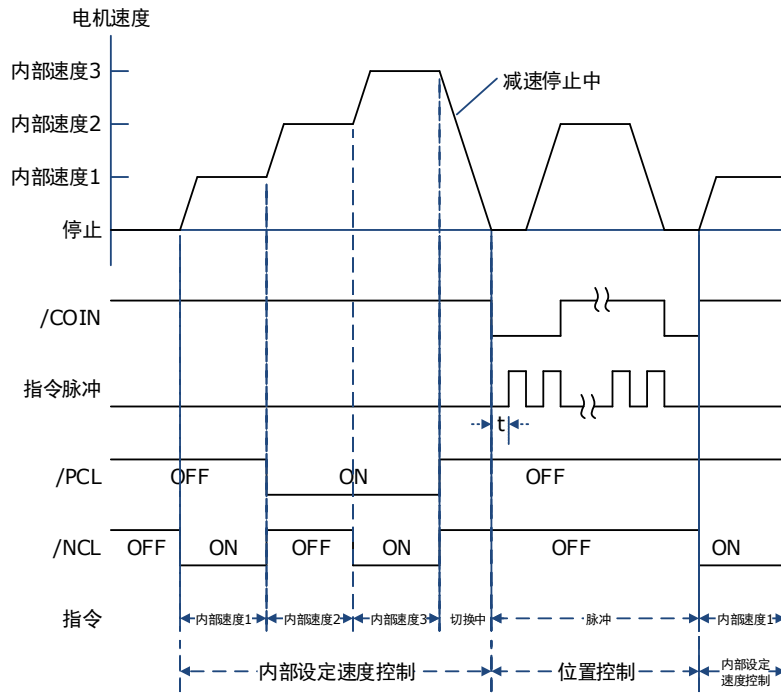 电机速度
内部速度3
减速停止中
内部速度2
内部速度1
停止
/COIN
指令脉冲
t
/PCL
OFF
ON
OFF
/NCL
OFF
ON
OFF
ON
OFF
ON
指令
内部速度1
内部速度2
内部速度3
切换中
脉冲
内部速度1
内部设定速度控制
位置控制
内部设定
速度控制